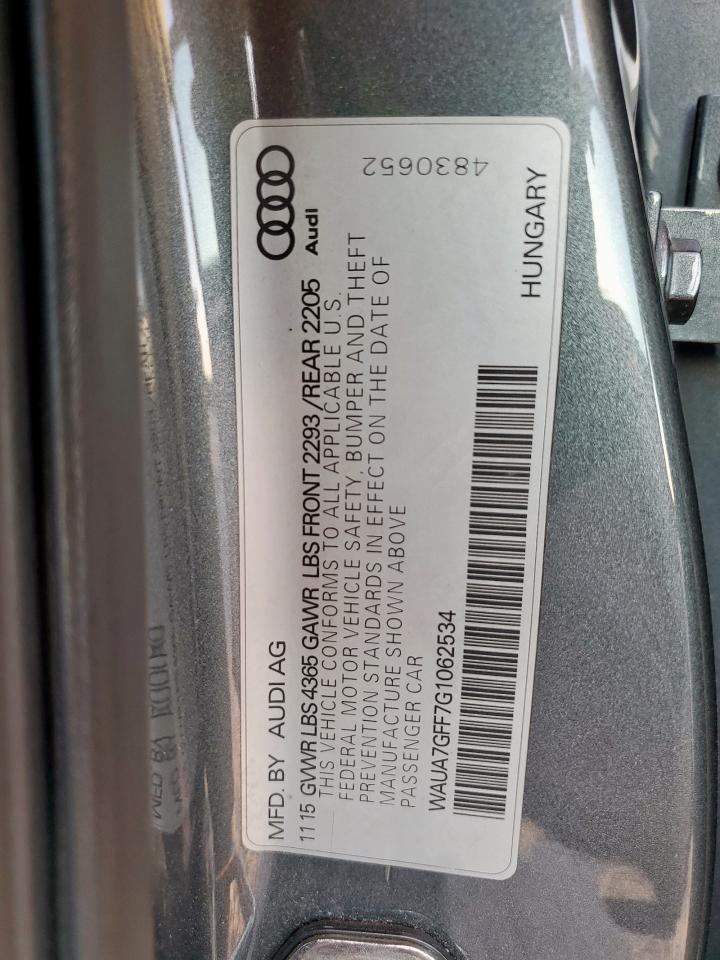 MFD. BY AUDI AG
Audi
11 15 GVWR LBS 4365 GAWR LBS FRONT 2293 /REAR 2205
THIS VEHICLE CONFORMS TO ALL APPLICABLE U.S.
FEDERAL MOTOR VEHICLE SAFETY, BUMPER AND THEFT
PREVENTION STANDARDS IN EFFECT ON THE DATE OF
MANUFACTURE SHOWN ABOVE
PASSENGER CAR
4830652
WAUA7GFF7G1062534
HUNGARY